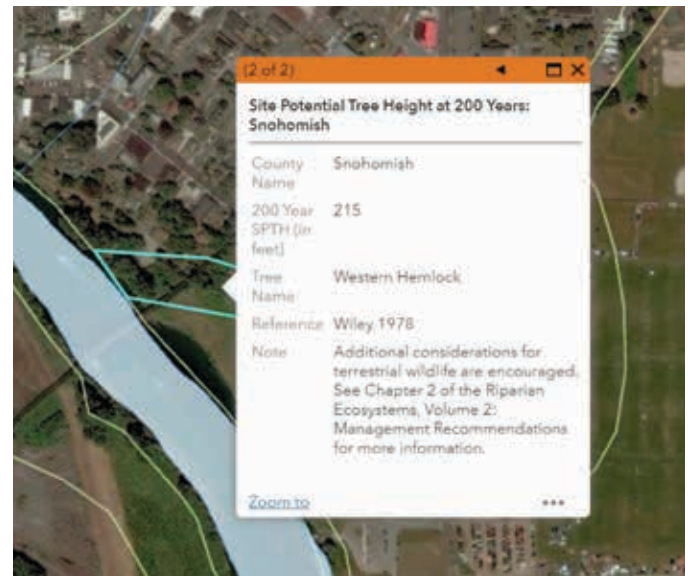 (2 of 2)
Site Potential Tree Height at 200 Years:
Snohomish
County Snohomish
Name
200 Year 215
SPTH (in
feet)
Tree Western Hemlock
Name
Reference Wiley 1978
Note Additional considerations for
terrestrial wildlife are encouraged.
See Chapter 2 of the Riparian
Ecosystems, Volume 2:
Management Recommendations
for more information.
Zoom to